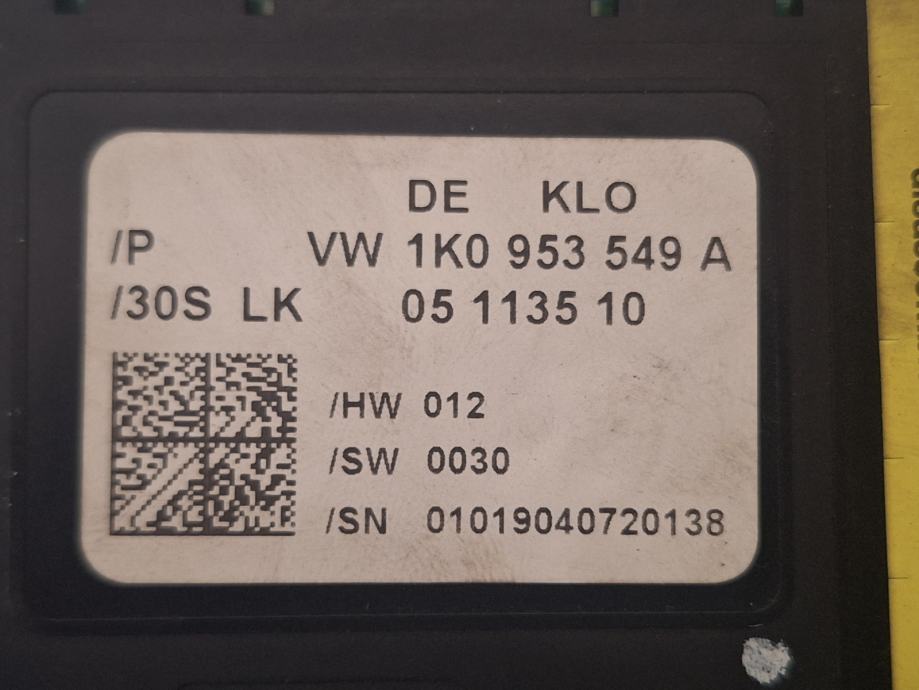 DE KLO
/P VW 1K0 953 549 A
/30S LK 05 1135 10
/HW 012
/SW 0030
/SN 01019040720138